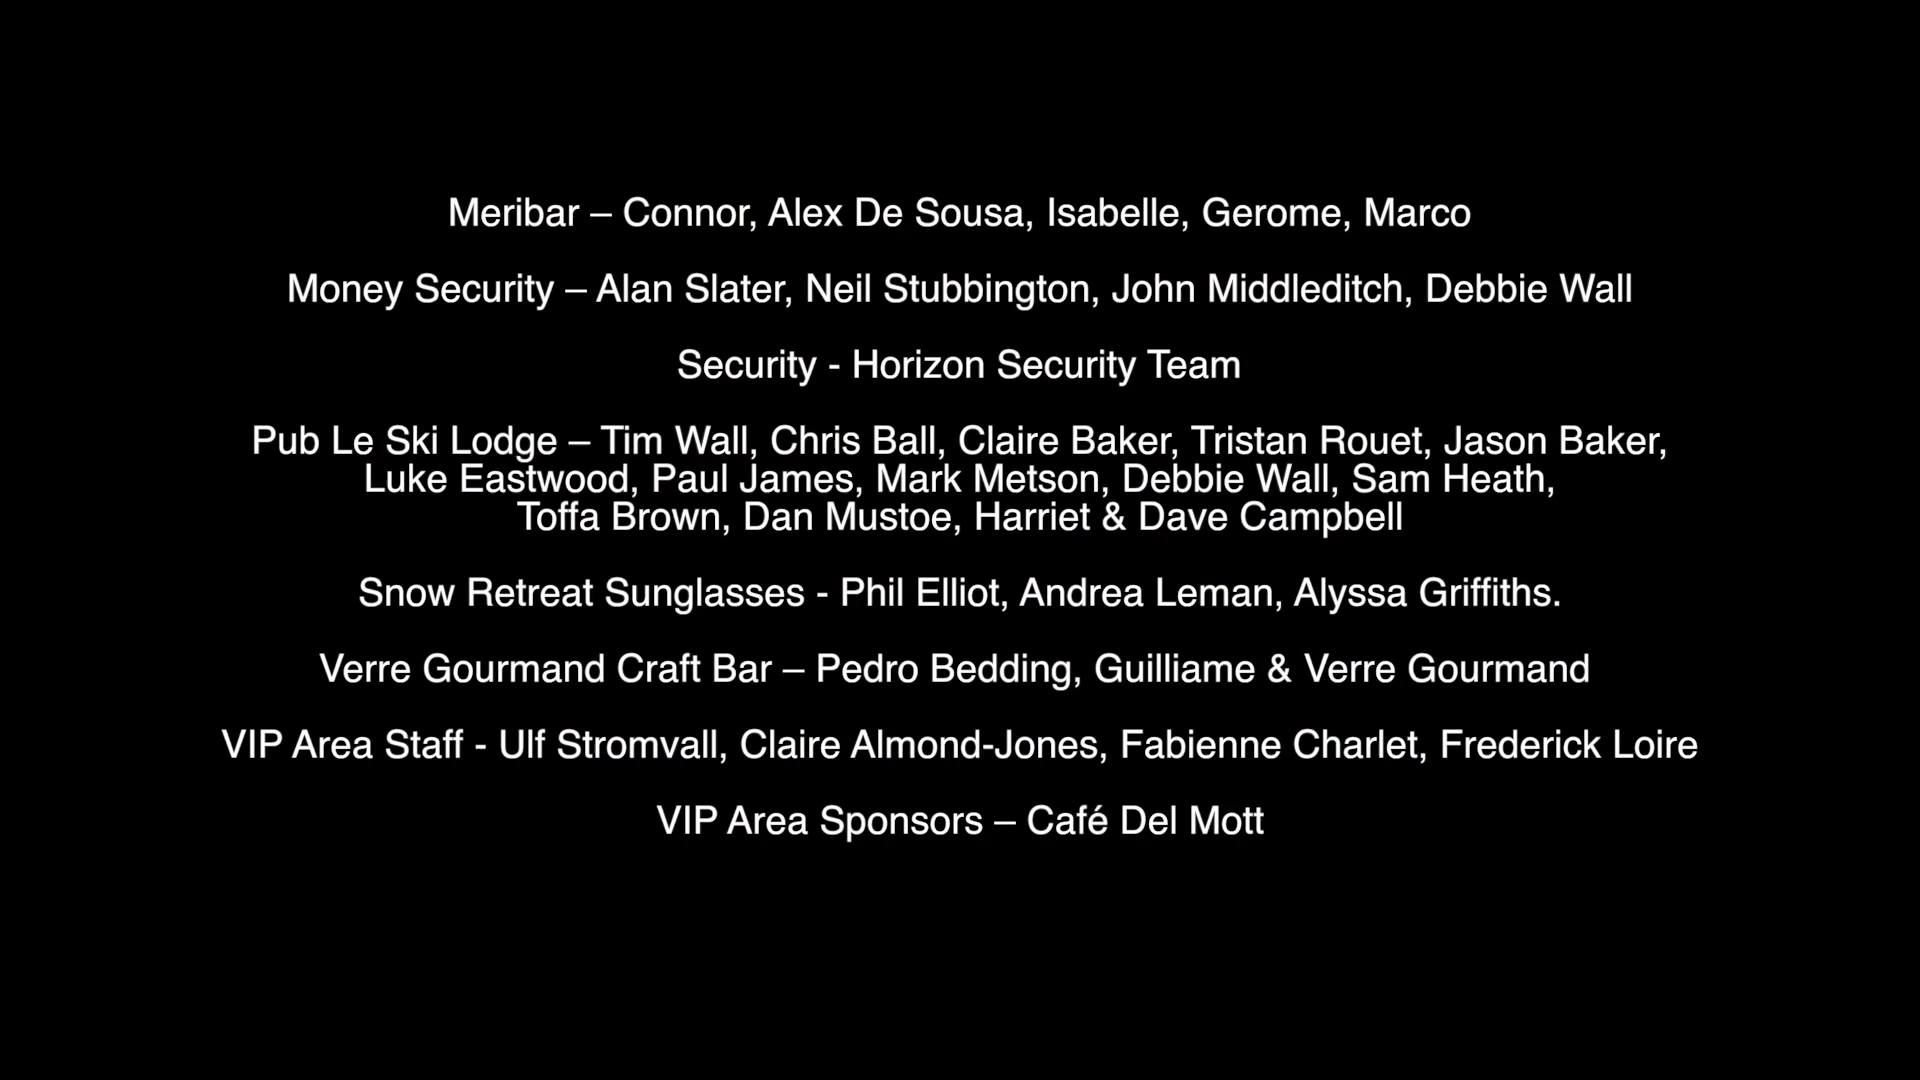 Meribar – Connor, Alex De Sousa, Isabelle, Gerome, Marco
Money Security – Alan Slater, Neil Stubbington, John Middleditch, Debbie Wall
Security - Horizon Security Team
Pub Le Ski Lodge – Tim Wall, Chris Ball, Claire Baker, Tristan Rouet, Jason Baker,
Luke Eastwood, Paul James, Mark Metson, Debbie Wall, Sam Heath,
Toffa Brown, Dan Mustoe, Harriet & Dave Campbell
Snow Retreat Sunglasses - Phil Elliot, Andrea Leman, Alyssa Griffiths.
Verre Gourmand Craft Bar – Pedro Bedding, Guilliame & Verre Gourmand
VIP Area Staff - Ulf Stromvall, Claire Almond-Jones, Fabienne Charlet, Frederick Loire
VIP Area Sponsors – Café Del Mott